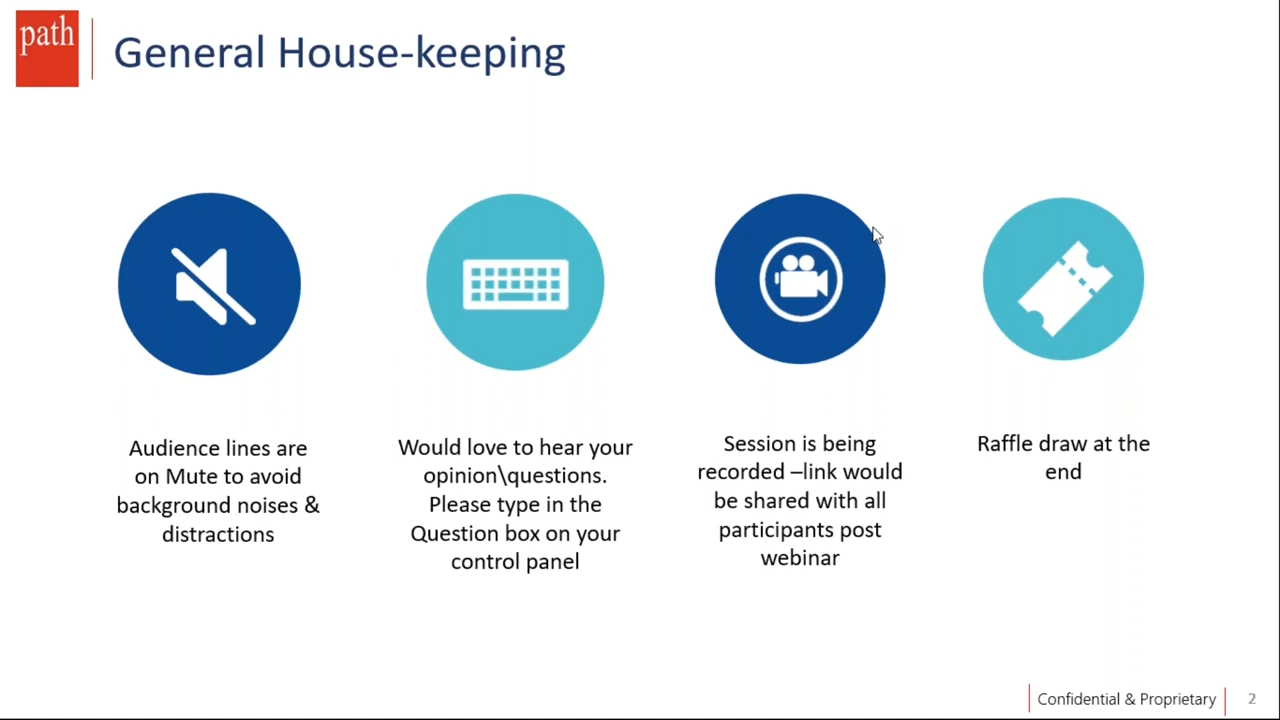 path
General House-keeping
Audience lines are
on Mute to avoid
background noises &
distractions
Would love to hear your
opinion\questions.
Please type in the
Question box on your
control panel
Session is being
recorded –link would
be shared with all
participants post
webinar
Raffle draw at the
end
Confidential & Proprietary
2